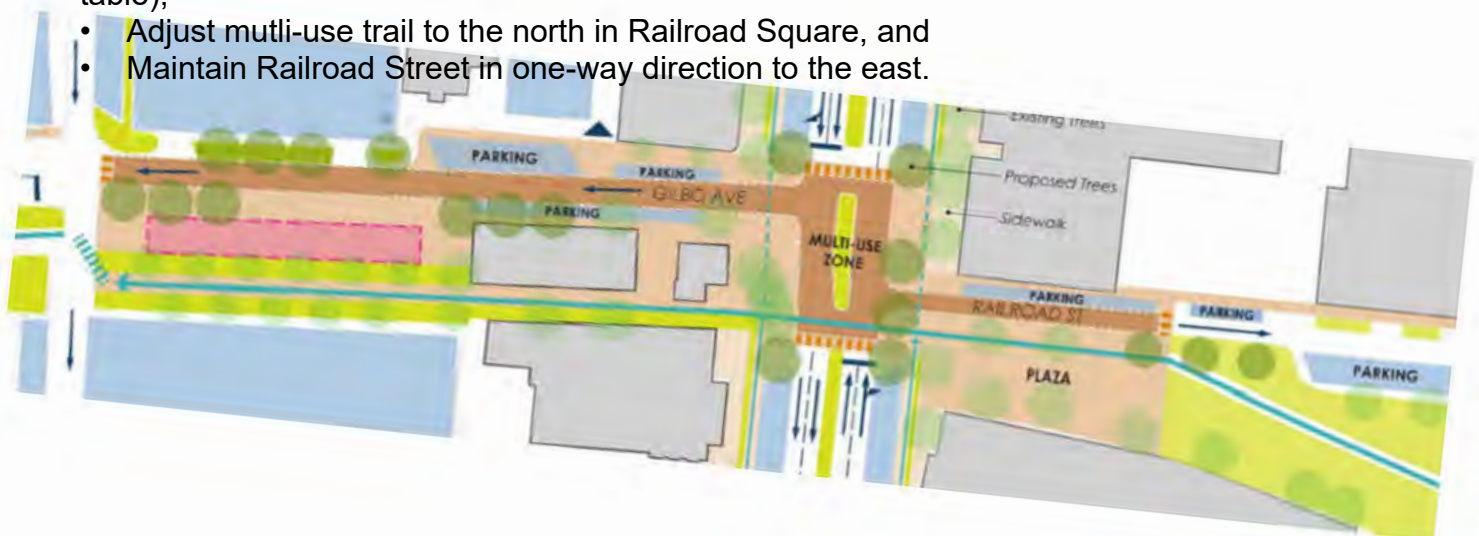 table);
• Adjust mutli-use trail to the north in Railroad Square, and
• Maintain Railroad Street in one-way direction to the east.
Existing Trees
PARKING
PARKING
GILBO AVE
PARKING
Proposed Trees
Sidewalk
MULTI-USE
ZONE
PARKING
RAILROAD ST
PARKING
PLAZA
PARKING